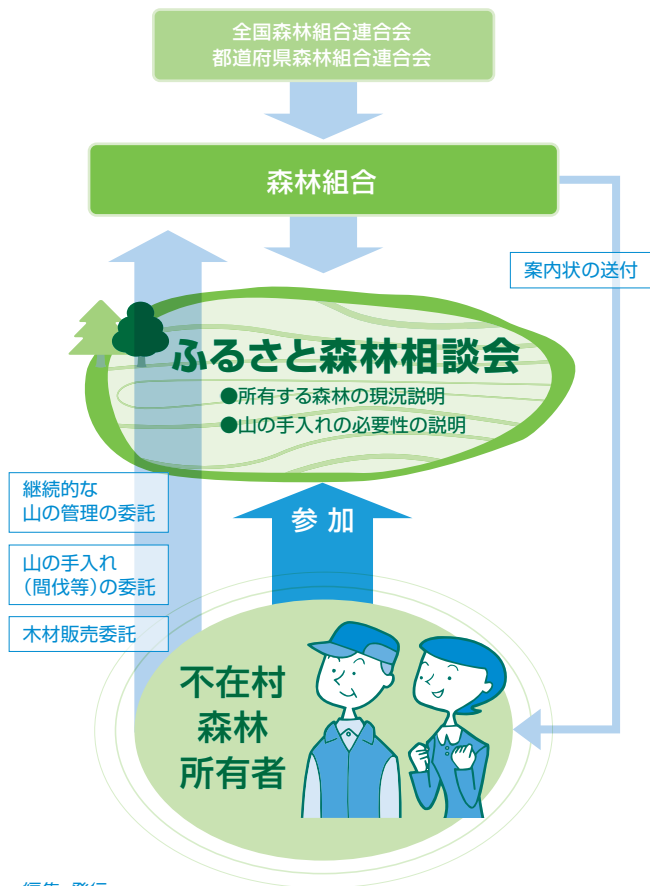 全国森林組合連合会
都道府県森林組合連合会
森林組合
案内状の送付
ふるさと森林相談会
●所有する森林の現況説明
●山の手入れの必要性の説明
継続的な
山の管理の委託
参加
山の手入れ
（間伐等）の委託
木材販売委託
不在村
森林
所有者